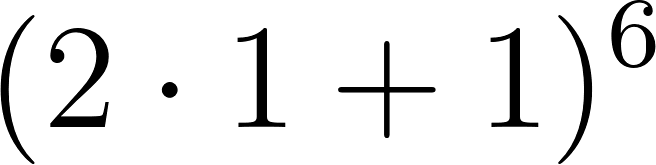 (2 · 1 + 1)⁶